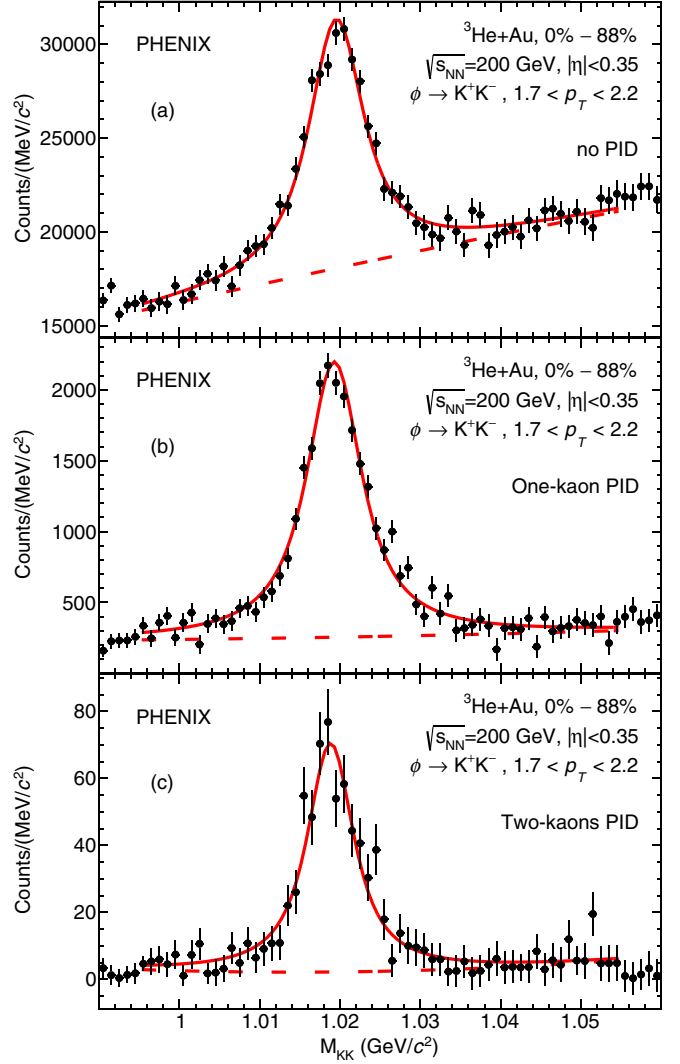 30000
25000
20000
15000
Counts/(MeV/c²)
PHENIX
(a)
³He+Au, 0% − 88%
√s_NN=200 GeV, |η|<0.35
ϕ → K⁺K⁻ , 1.7 < p_T < 2.2
no PID
2000
1500
1000
500
Counts/(MeV/c²)
PHENIX
(b)
³He+Au, 0% − 88%
√s_NN=200 GeV, |η|<0.35
ϕ → K⁺K⁻ , 1.7 < p_T < 2.2
One-kaon PID
80
60
40
20
0
Counts/(MeV/c²)
PHENIX
(c)
³He+Au, 0% − 88%
√s_NN=200 GeV, |η|<0.35
ϕ → K⁺K⁻ , 1.7 < p_T < 2.2
Two-kaons PID
1 1.01 1.02 1.03 1.04 1.05
M_KK (GeV/c²)